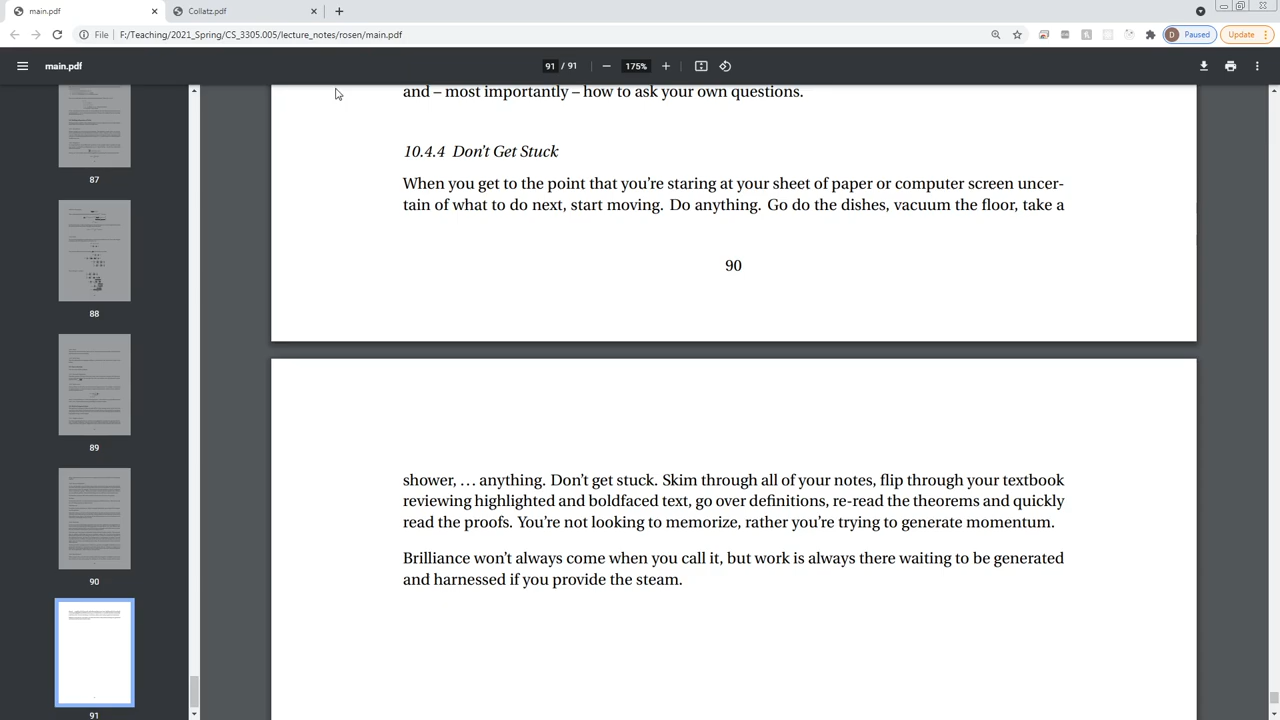 main.pdf
Collatz.pdf
File F:/Teaching/2021_Spring/CS_3305.005/lecture_notes/rosen/main.pdf
D Paused
Update
main.pdf
91 / 91
175%
87
88
89
90
91
and – most importantly – how to ask your own questions.
10.4.4 Don't Get Stuck
When you get to the point that you're staring at your sheet of paper or computer screen uncer-
tain of what to do next, start moving. Do anything. Go do the dishes, vacuum the floor, take a
90
shower, … anything. Don't get stuck. Skim through all of your notes, flip through your textbook
reviewing highlighted and boldfaced text, go over definitions, re-read the theorems and quickly
read the proofs. You're not looking to memorize, rather you're trying to generate momentum.
Brilliance won't always come when you call it, but work is always there waiting to be generated
and harnessed if you provide the steam.